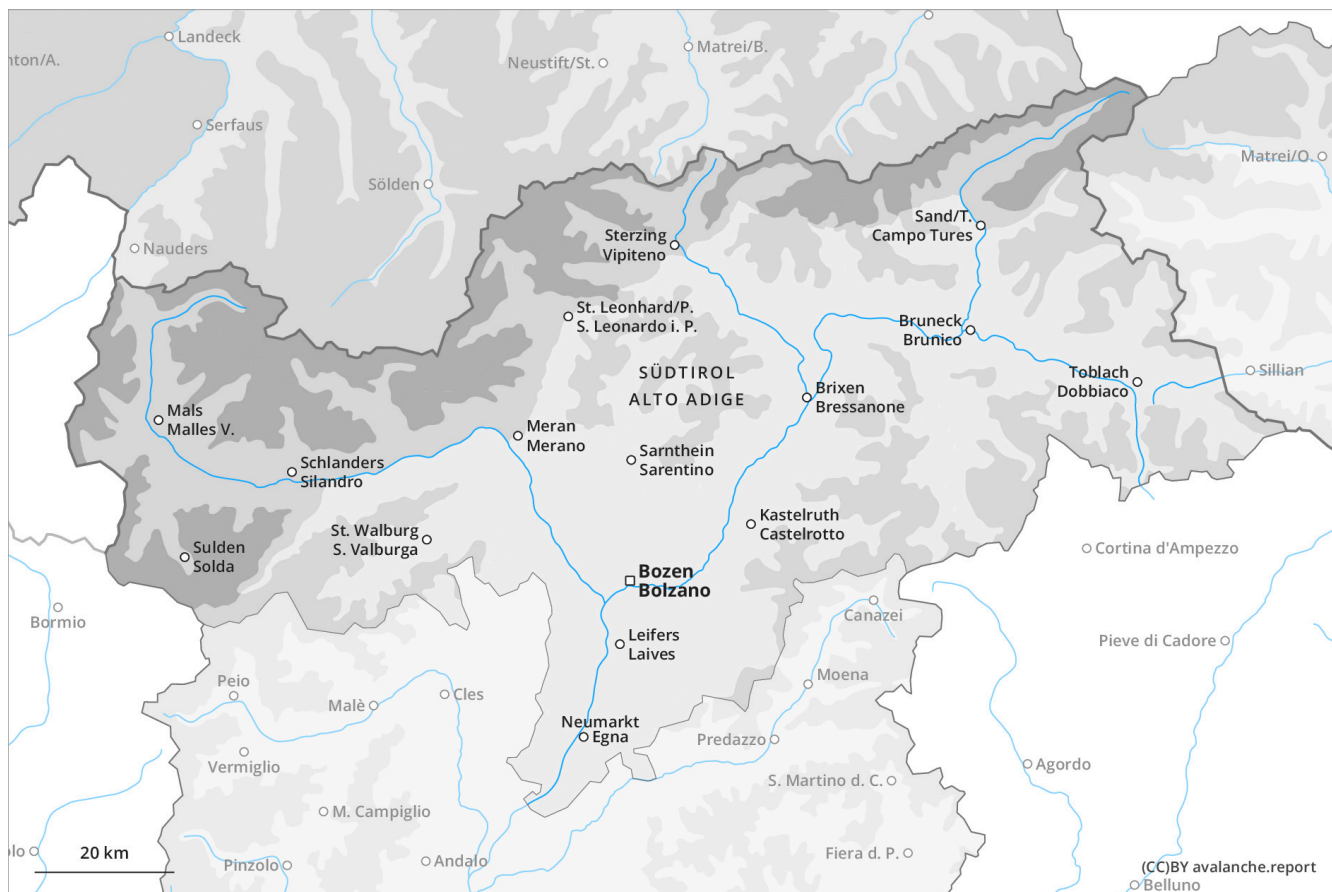 Landeck
nton/A.
Matrei/B.
Neustift/St.
Serfaus
Matrei/O.
Sölden
Sand/T.
Campo Tures
Sterzing
Vipiteno
Nauders
St. Leonhard/P.
S. Leonardo i. P.
Bruneck
Brunico
SÜDTIROL
ALTO ADIGE
Toblach
Dobbiaco
Sillian
Brixen
Bressanone
Mals
Malles V.
Meran
Merano
Schlanders
Silandro
Sarnthein
Sarentino
Kastelruth
Castelrotto
St. Walburg
S. Valburga
Sulden
Solda
Cortina d'Ampezzo
Bozen
Bolzano
Bormio
Canazei
Leifers
Laives
Pieve di Cadore
Peio
Moena
Malè
Cles
Neumarkt
Egna
Predazzo
Vermiglio
Agordo
S. Martino d. C.
M. Campiglio
olo
20 km
Pinzolo
Andalo
Fiera d. P.
(CC)BY avalanche.report
Belluno